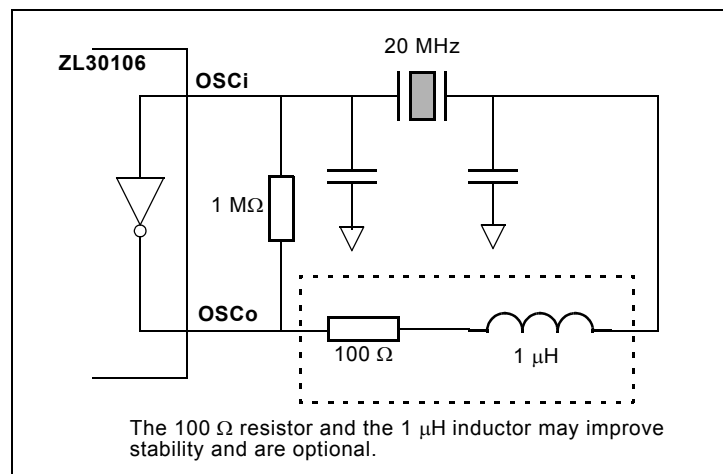 20 MHz
ZL30106
OSCi
1 MΩ
OSCo
100 Ω
1 μH
The 100 Ω resistor and the 1 μH inductor may improve
stability and are optional.